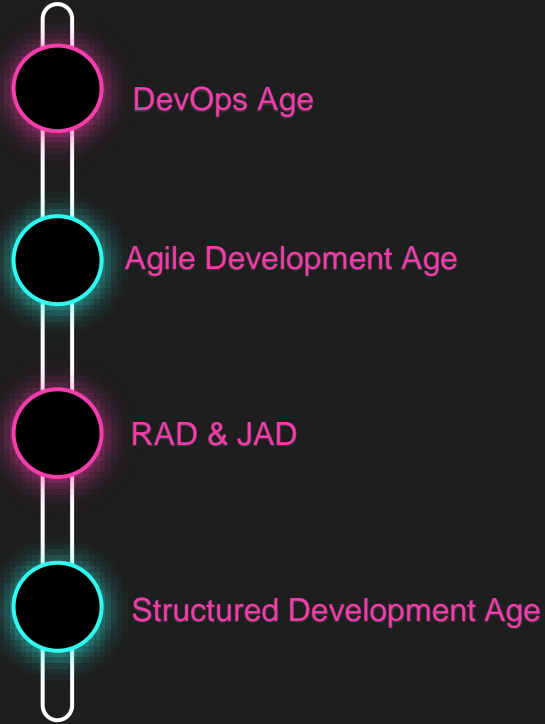 DevOps Age
Agile Development Age
RAD & JAD
Structured Development Age